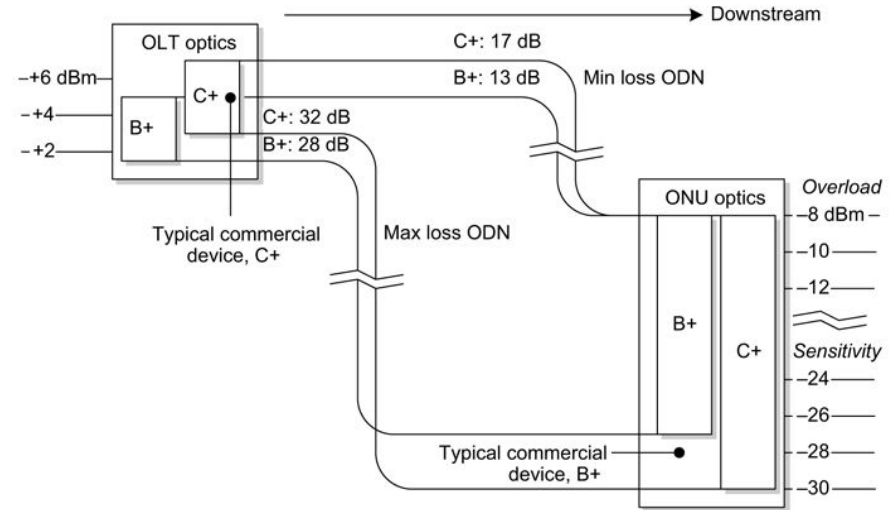 Downstream
OLT optics
C+: 17 dB
B+: 13 dB
Min loss ODN
–+6 dBm
–+4
–+2
C+
B+
C+: 32 dB
B+: 28 dB
Typical commercial
device, C+
Max loss ODN
ONU optics
Overload
–8 dBm
–10
–12
B+
C+
Sensitivity
–24
–26
–28
–30
Typical commercial
device, B+